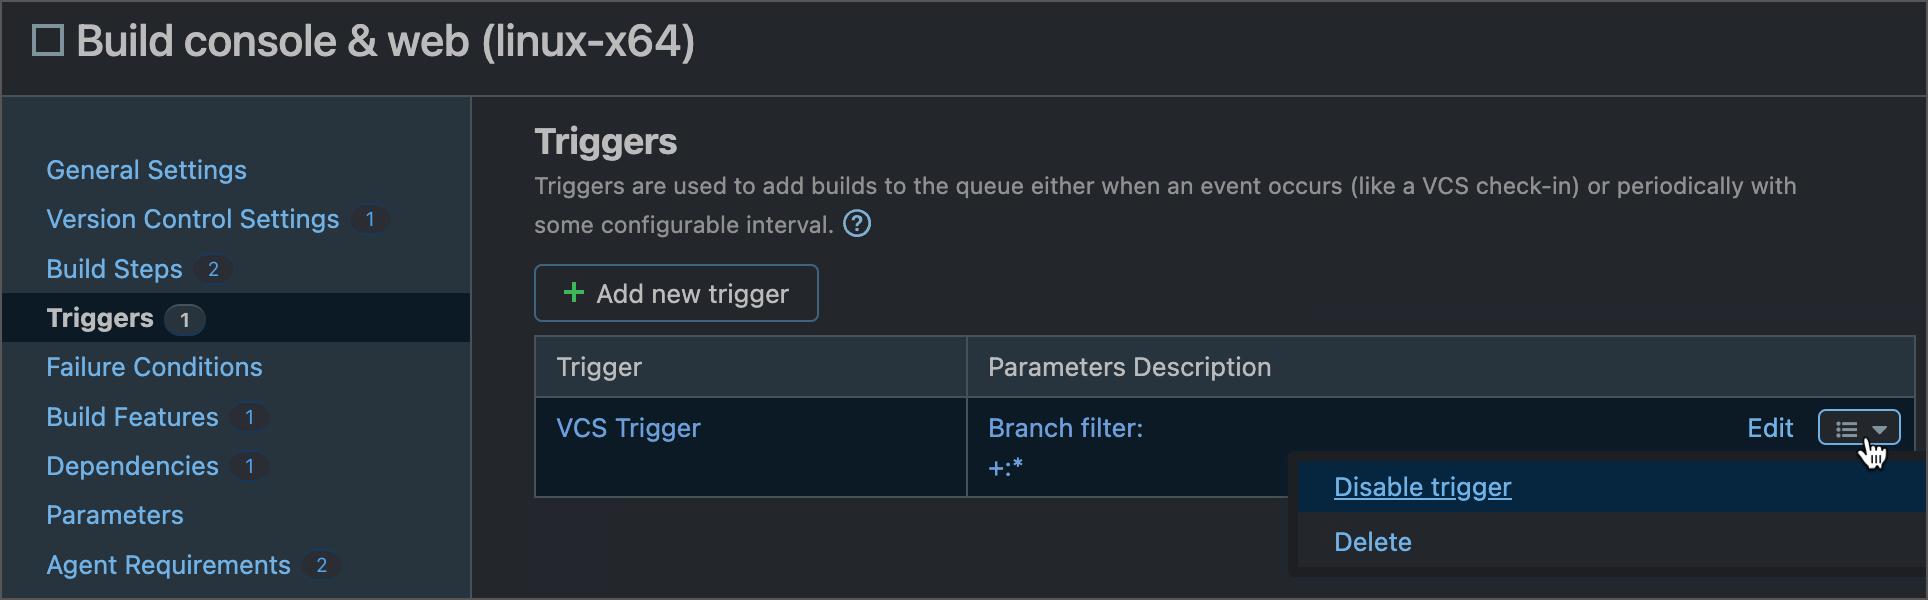 Build console & web (linux-x64)
General Settings
Version Control Settings 1
Build Steps 2
Triggers 1
Failure Conditions
Build Features 1
Dependencies 1
Parameters
Agent Requirements 2
Triggers
Triggers are used to add builds to the queue either when an event occurs (like a VCS check-in) or periodically with
some configurable interval. ?
+ Add new trigger
Trigger Parameters Description
VCS Trigger Branch filter: Edit
+:*
Disable trigger
Delete